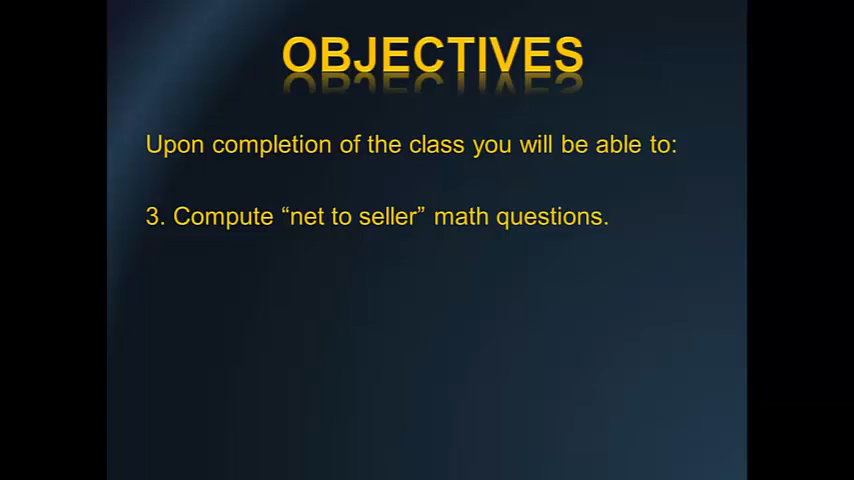 OBJECTIVES
Upon completion of the class you will be able to:
3. Compute “net to seller” math questions.